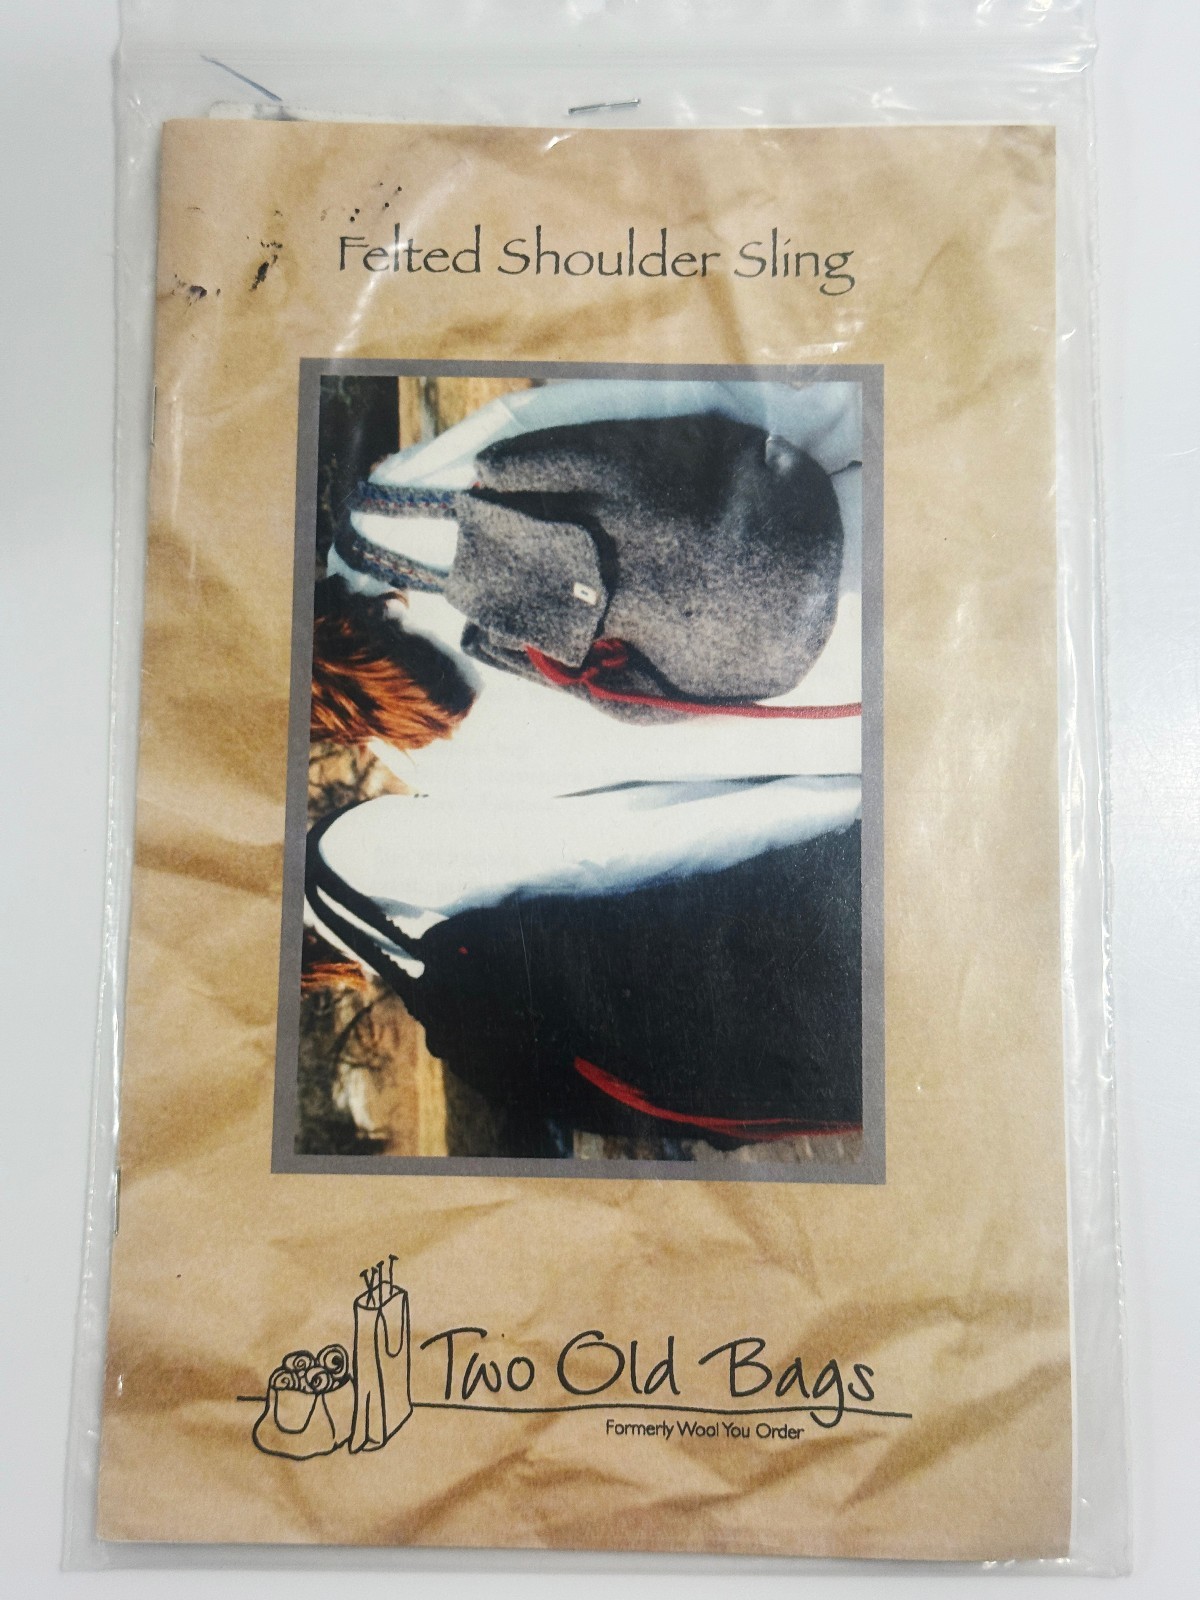 Felted Shoulder Sling
Two Old Bags
Formerly Wool You Order